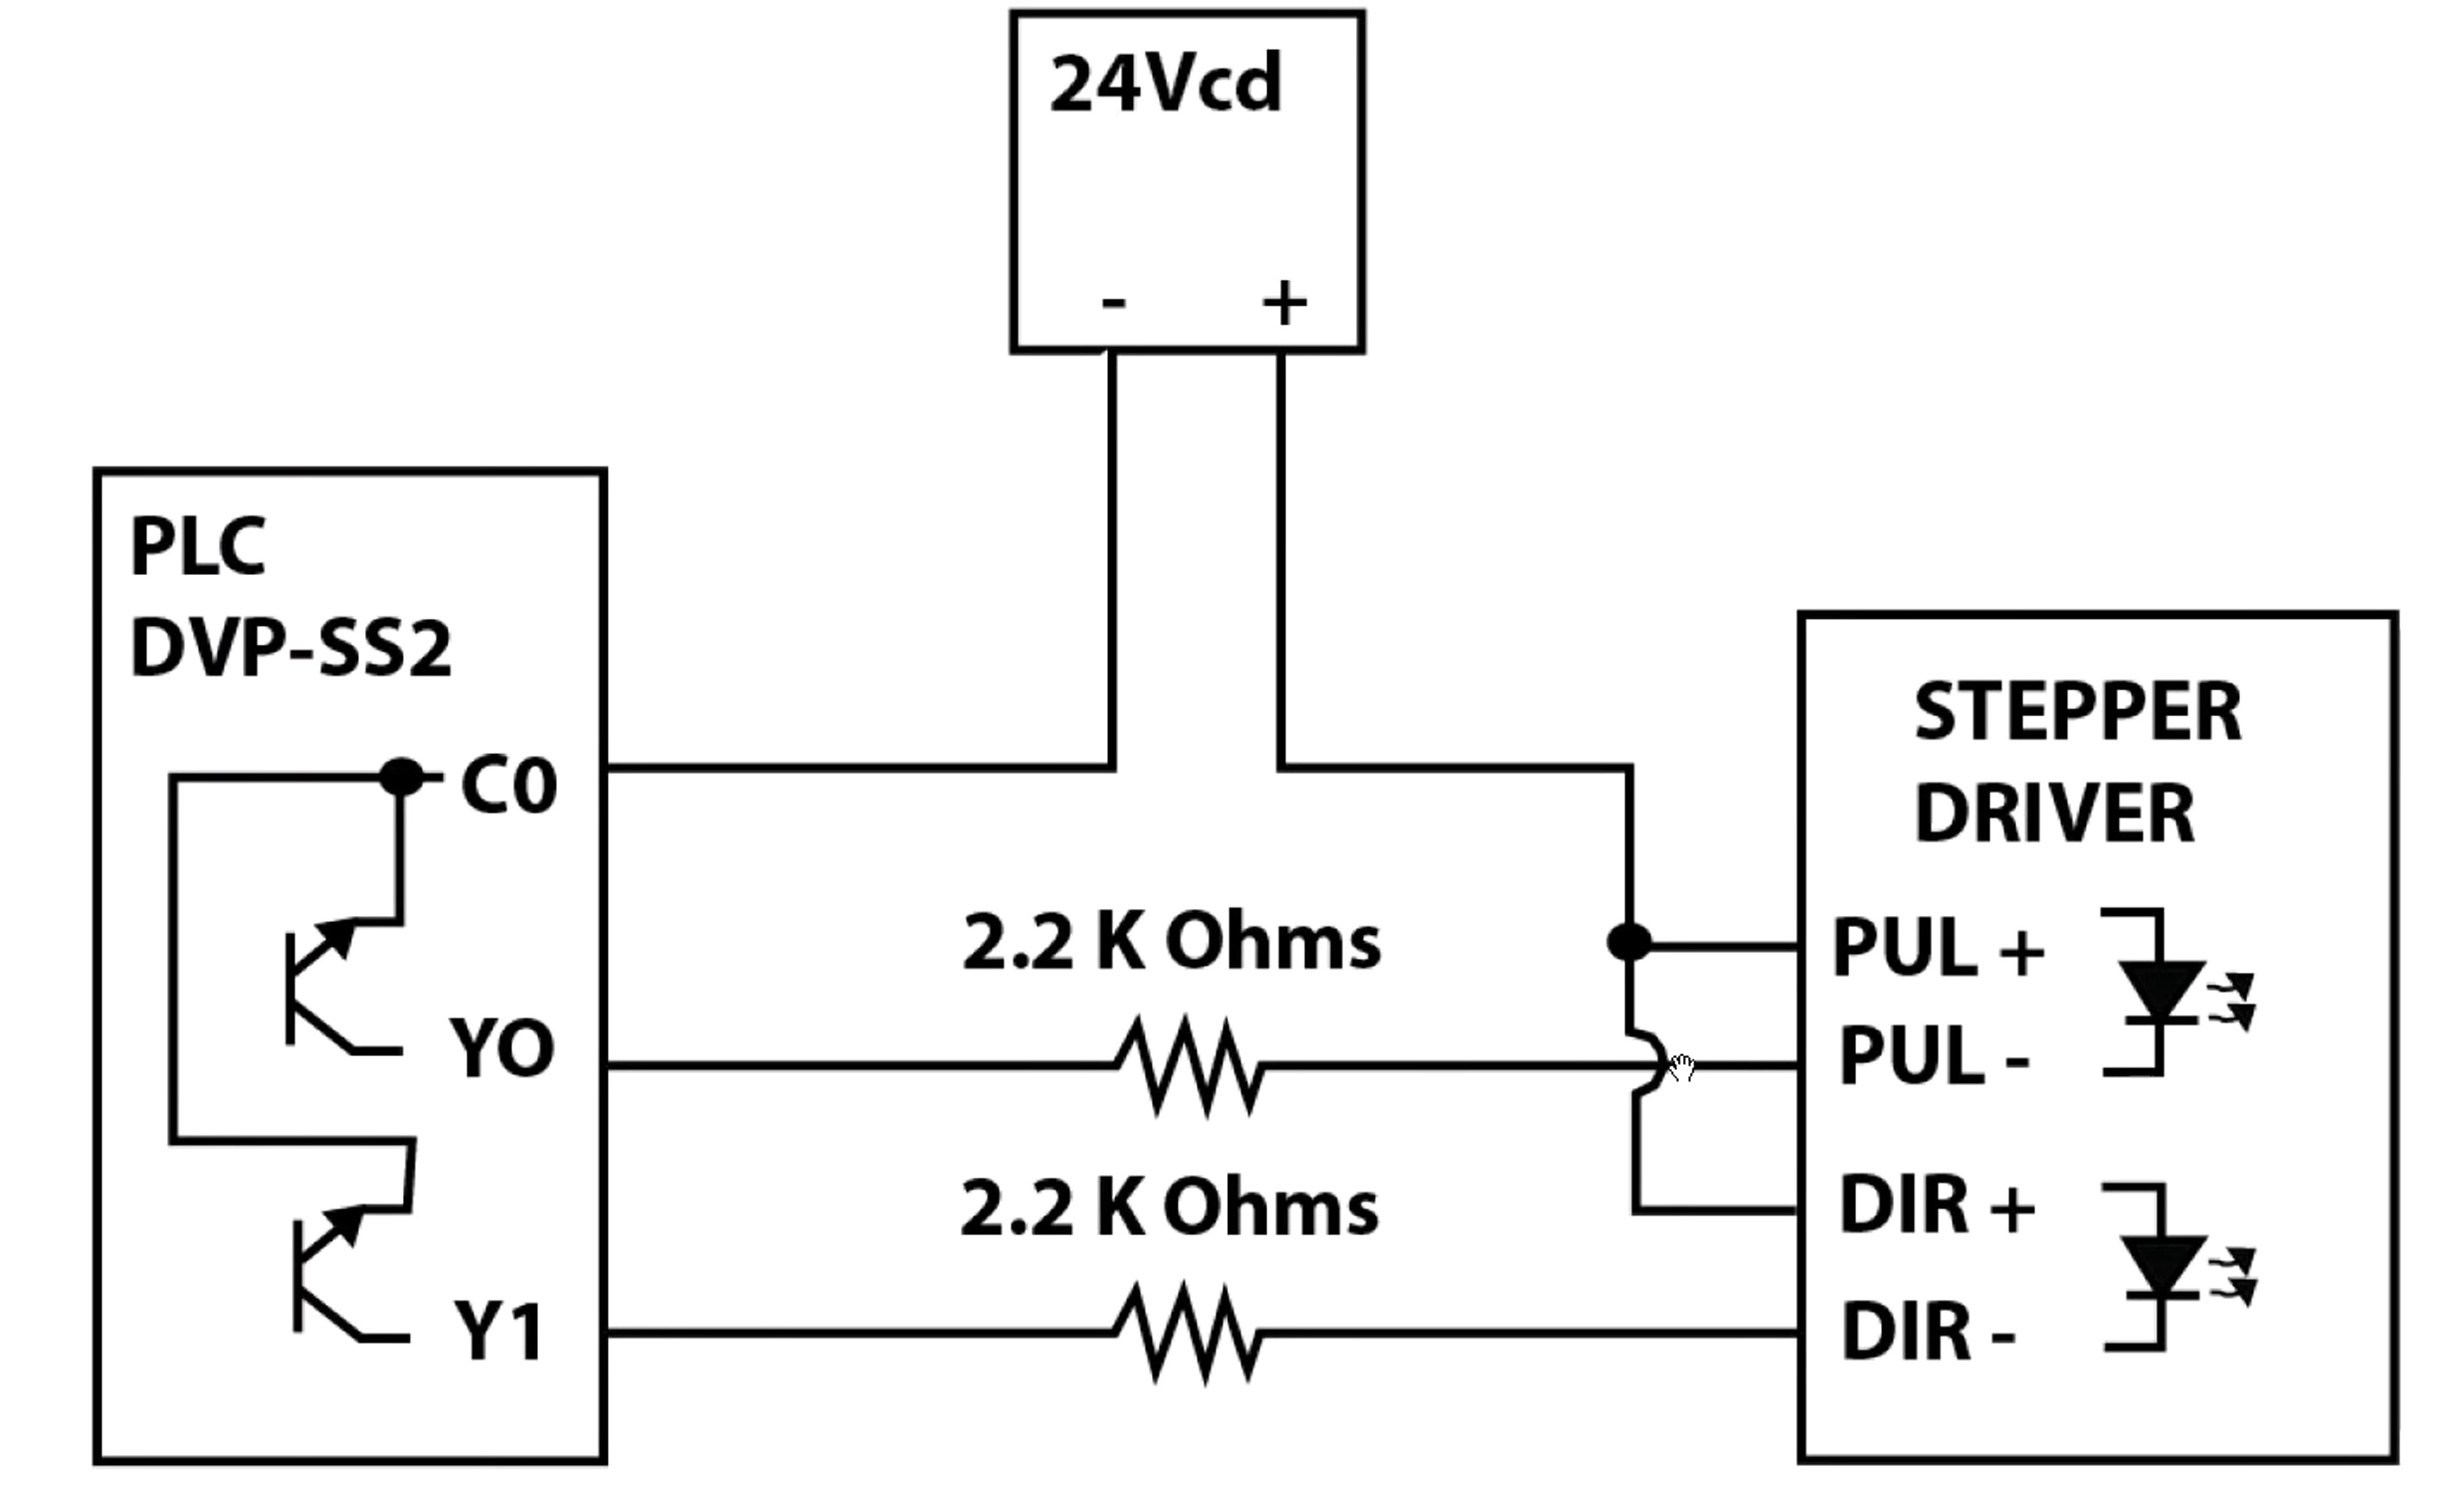 24Vcd
- +
PLC
DVP-SS2
C0
YO
Y1
2.2 K Ohms
2.2 K Ohms
STEPPER
DRIVER
PUL +
PUL -
DIR +
DIR -